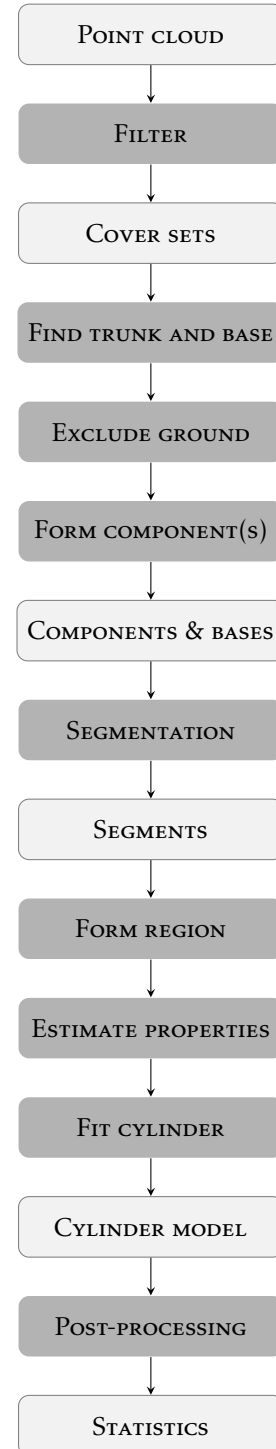 Point cloud
Filter
Cover sets
Find trunk and base
Exclude ground
Form component(s)
Components & bases
Segmentation
Segments
Form region
Estimate properties
Fit cylinder
Cylinder model
Post-processing
Statistics